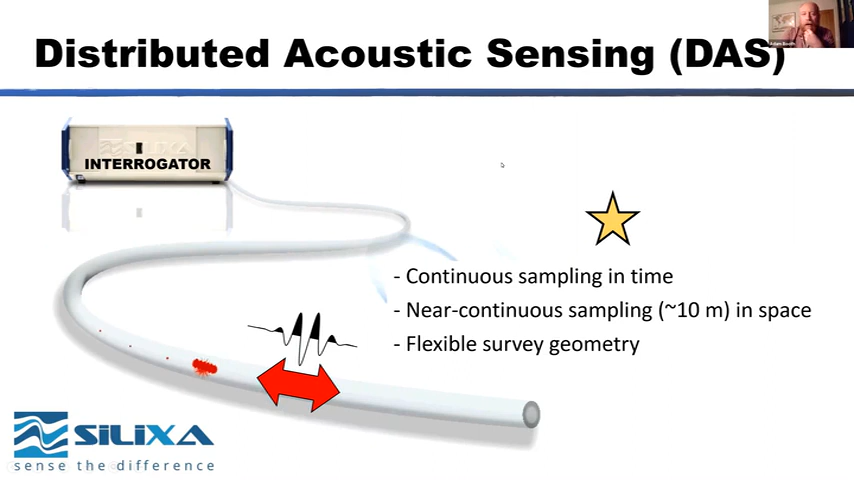 Distributed Acoustic Sensing (DAS)
INTERROGATOR
- Continuous sampling in time
- Near-continuous sampling (~10 m) in space
- Flexible survey geometry
SILIXA
sense the difference